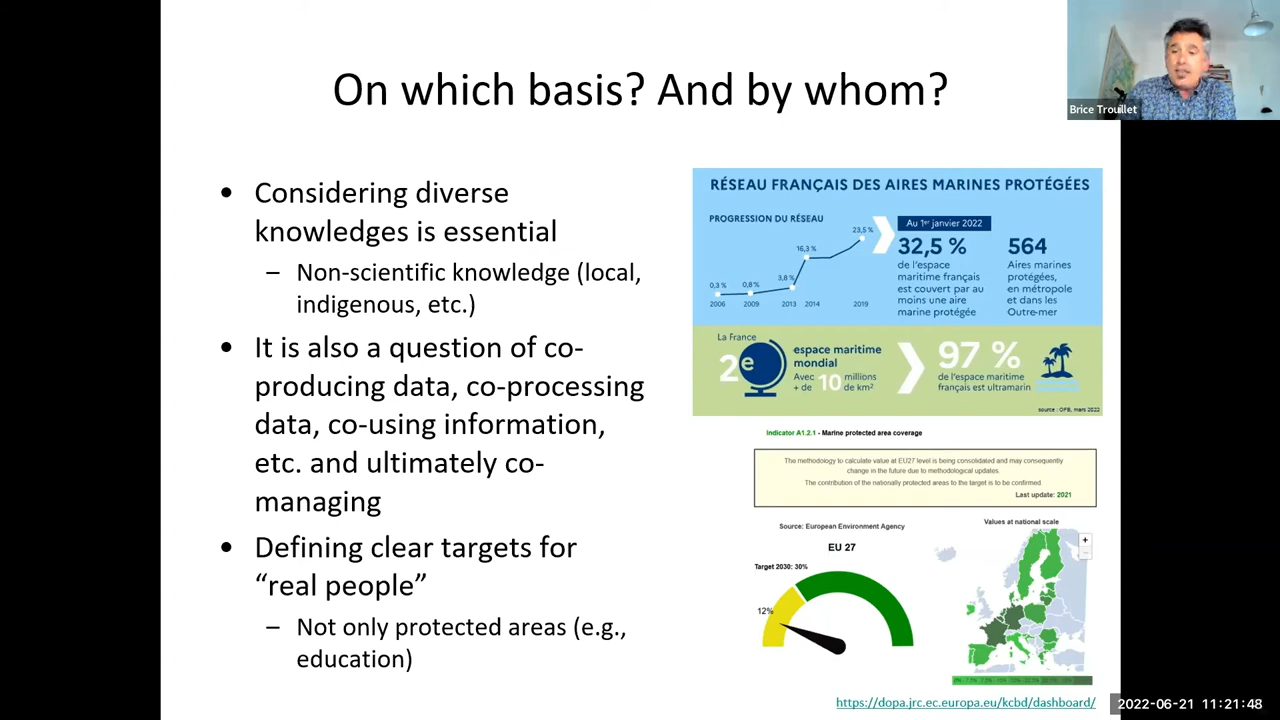 On which basis? And by whom?
Brice Trouillet
• Considering diverse
knowledges is essential
– Non-scientific knowledge (local,
indigenous, etc.)
• It is also a question of co-
producing data, co-processing
data, co-using information,
etc. and ultimately co-
managing
• Defining clear targets for
“real people”
– Not only protected areas (e.g.,
education)
RÉSEAU FRANÇAIS DES AIRES MARINES PROTÉGÉES
PROGRESSION DU RÉSEAU
0,3 % 0,8 % 3,8 % 16,3 % 23,5 %
2006 2009 2013 2014 2019
Au 1er janvier 2022
32,5 %
de l'espace
maritime français
est couvert par au
moins une aire
marine protégée
564
Aires marines
protégées,
en métropole
et dans les
Outre-mer
La France
2e
espace maritime
mondial
Avec
+ de 10 millions
de km²
97 %
de l'espace maritime
français est ultramarin
source : OFB, mars 2022
Indicator A1.2.1 - Marine protected area coverage
The methodology to calculate value at EU27 level is being consolidated and may consequently
change in the future due to methodological updates.
The contribution of the nationally protected areas to the target is to be confirmed.
Last update: 2021
Source: European Environment Agency
EU 27
Target 2030: 30%
12%
Values at national scale
+
−
https://dopa.jrc.ec.europa.eu/kcbd/dashboard/
2022-06-21 11:21:48